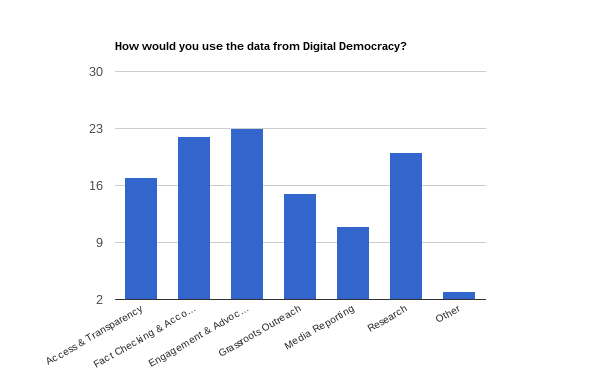 How would you use the data from Digital Democracy?
30
23
16
9
2
Access & Transparency
Fact Checking & Acco...
Engagement & Advoc...
Grassroots Outreach
Media Reporting
Research
Other